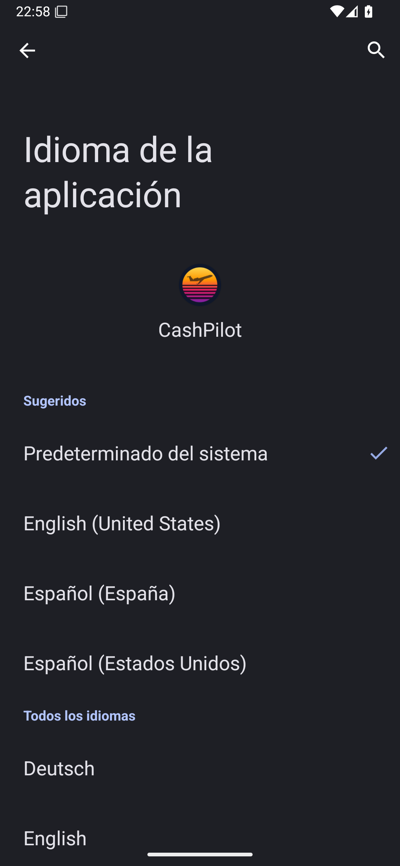 22:58
Idioma de la
aplicación
CashPilot
Sugeridos
Predeterminado del sistema
English (United States)
Español (España)
Español (Estados Unidos)
Todos los idiomas
Deutsch
English